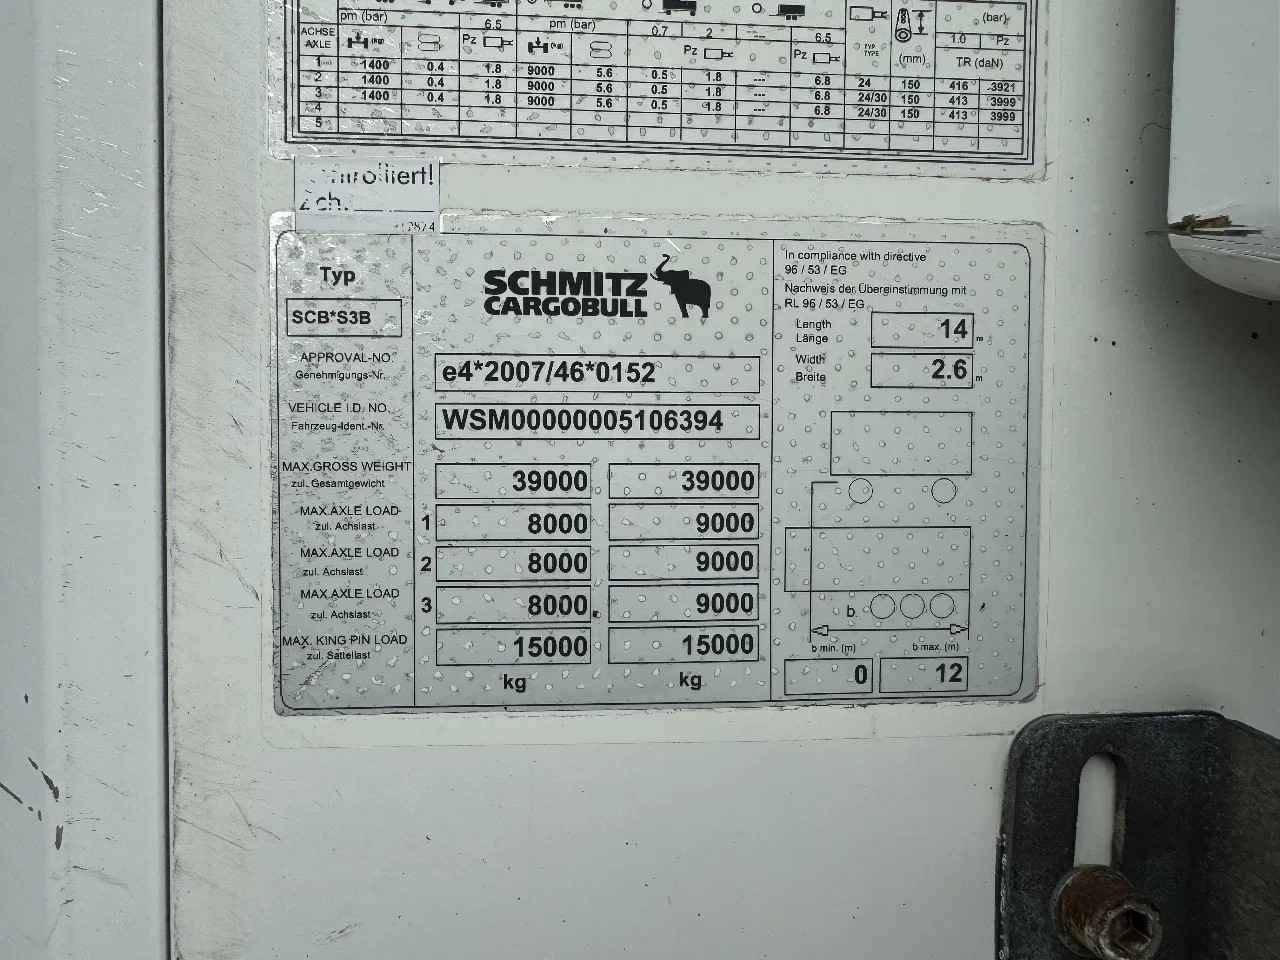 pm (bar) 6.5 pm (bar) 0.7 2 --- 6.5 (bar)
ACHSE
AXLE
(kg) Pz (kg) Pz Pz TYP
TYPE (mm) 1.0 Pz
TR (daN)
1 1400 0.4 1.8 9000 5.6 0.5 1.8 --- 6.8 24 150 416 3921
2 1400 0.4 1.8 9000 5.6 0.5 1.8 --- 6.8 24/30 150 413 3999
3 1400 0.4 1.8 9000 5.6 0.5 1.8 --- 6.8 24/30 150 413 3999
4
5
Typ
SCB*S3B
SCHMITZ
CARGOBULL
APPROVAL-NO.
Genehmigungs-Nr.
e4*2007/46*0152
VEHICLE I.D. NO.
Fahrzeug-Ident.-Nr.
WSM00000005106394
MAX.GROSS WEIGHT
zul. Gesamtgewicht
39000 39000
MAX.AXLE LOAD
zul. Achslast
1 8000 9000
MAX.AXLE LOAD
zul. Achslast
2 8000 9000
MAX.AXLE LOAD
zul. Achslast
3 8000 9000
MAX. KING PIN LOAD
zul. Sattellast
15000 15000
kg kg
In compliance with directive
96 / 53 / EG
Nachweis der Übereinstimmung mit
RL 96 / 53 / EG
Length
Länge
14 m
Width
Breite
2.6 m
b
b min. (m) b max. (m)
0 12